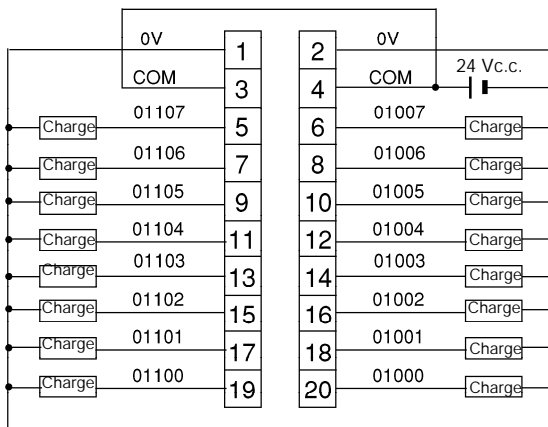 0V 1 2 0V
24 Vc.c.
COM 3 4 COM
Charge 01107 5 6 01007 Charge
Charge 01106 7 8 01006 Charge
Charge 01105 9 10 01005 Charge
Charge 01104 11 12 01004 Charge
Charge 01103 13 14 01003 Charge
Charge 01102 15 16 01002 Charge
Charge 01101 17 18 01001 Charge
Charge 01100 19 20 01000 Charge